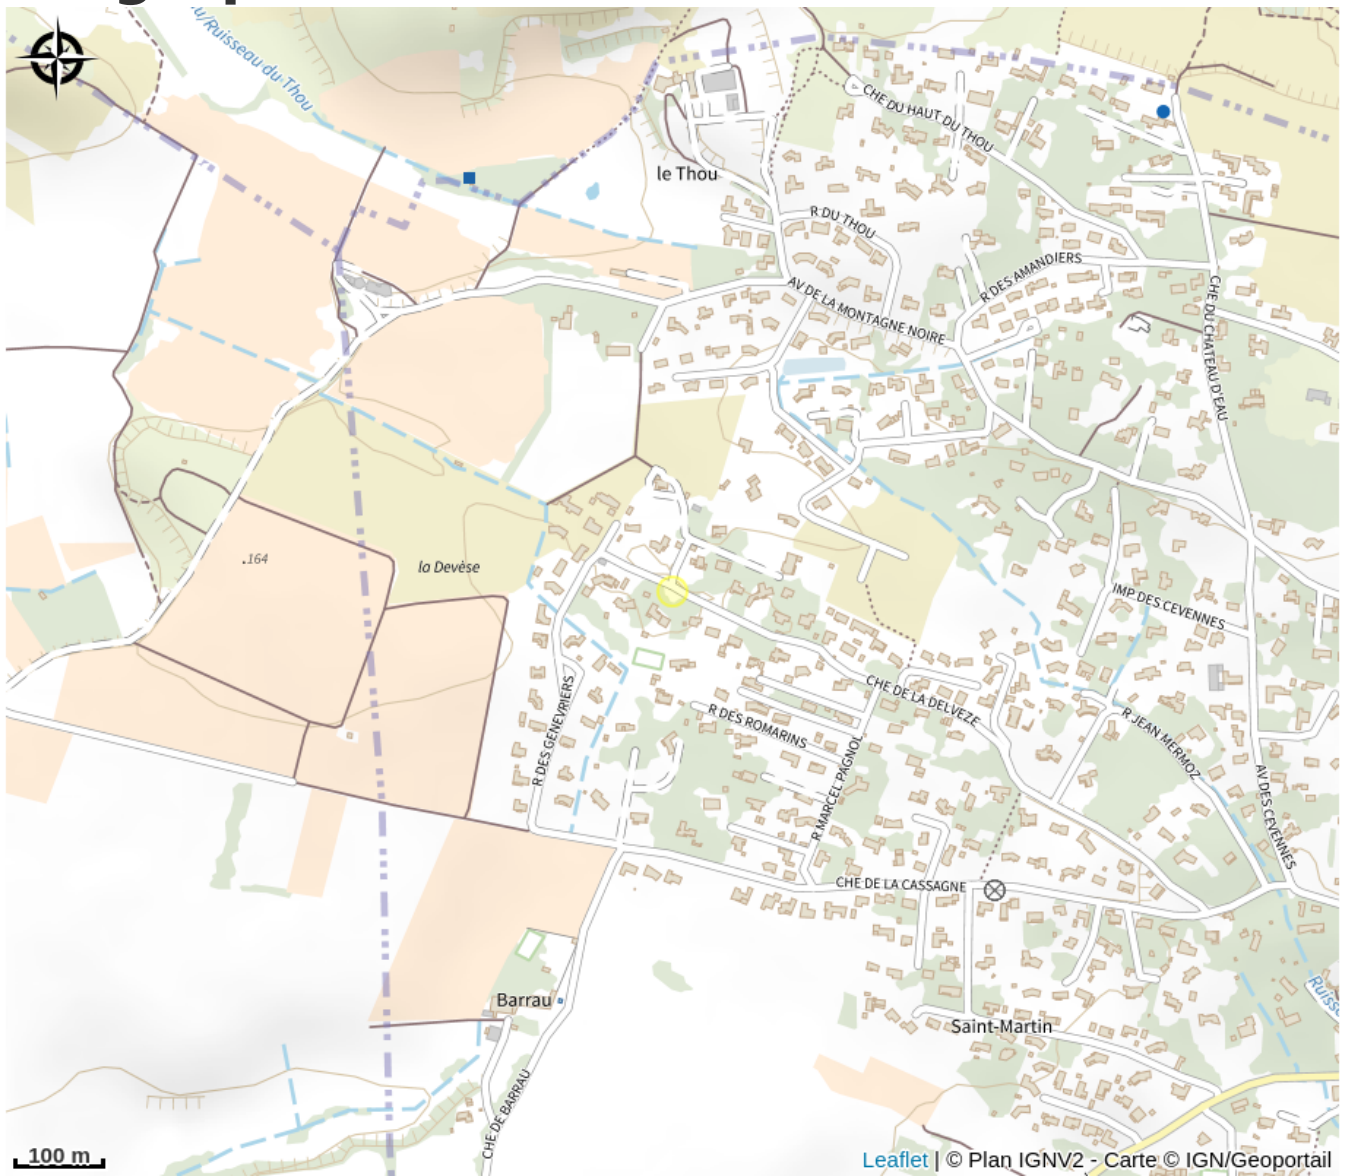 u/Ruisseau du Thou
CHE DU HAUT DU THOU
le Thou
R DU THOU
R DES AMANDIERS
AV DE LA MONTAGNE NOIRE
CHE DU CHATEAU D'EAU
.164
la Devèse
IMP DES CEVENNES
CHE DE LA DELVEZE
R DES GENEVRIERS
R DES ROMARINS
R JEAN MERMOZ
R MARCEL PAGNOL
AV DES CEVENNES
CHE DE LA CASSAGNE
Barrau
Saint-Martin
CHE DE BARRAU
100 m
Leaflet | © Plan IGNV2 - Carte © IGN/Geoportail